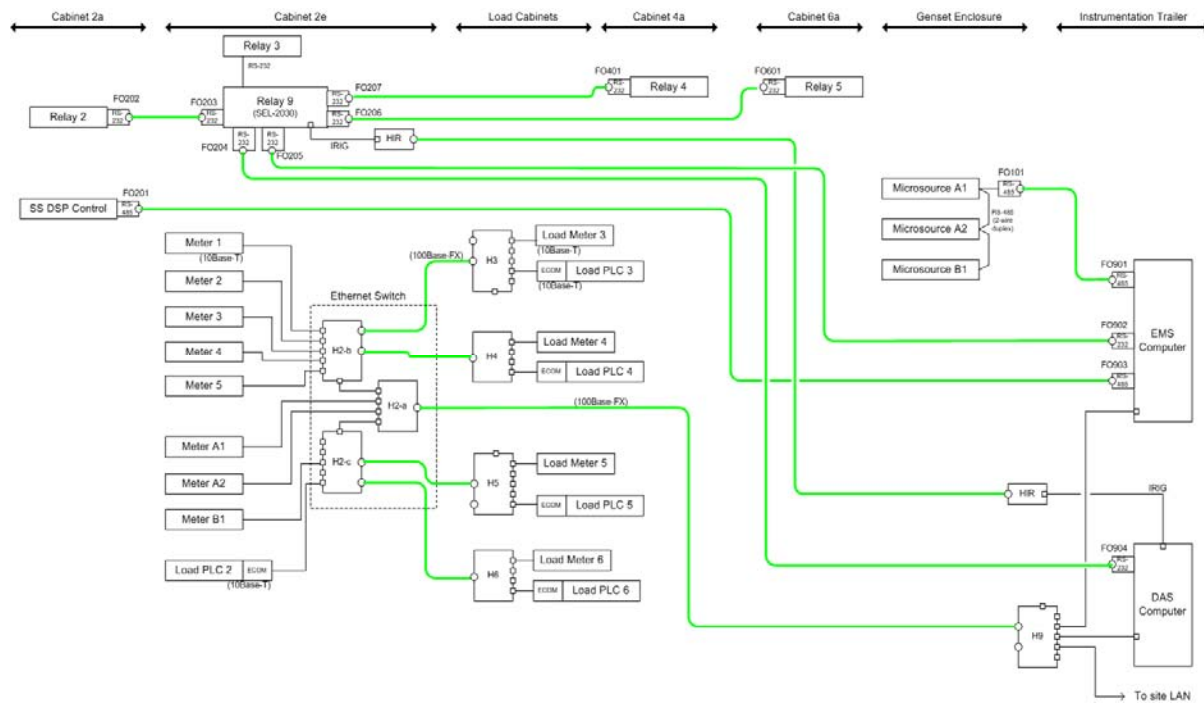 Cabinet 2a
Cabinet 2e
Load Cabinets
Cabinet 4a
Cabinet 6a
Genset Enclosure
Instrumentation Trailer
Relay 3
RS-232
FO207
RS-232
FO401
RS-232
Relay 4
FO601
RS-232
Relay 5
FO202
Relay 2
RS-232
FO203
RS-232
Relay 9
(SEL-2030)
FO206
RS-232
RS-232
RS-232
FO204
FO205
IRIG
HIR
FO201
SS DSP Control
RS-485
Microsource A1
FO101
RS-485
RS-485
(2-wire
duplex)
Microsource A2
Microsource B1
Meter 1
(10Base-T)
Meter 2
Meter 3
Meter 4
Meter 5
Meter A1
Meter A2
Meter B1
Load PLC 2
ECOM
(10Base-T)
Ethernet Switch
H2-b
H2-a
H2-c
(100Base-FX)
H3
Load Meter 3
(10Base-T)
ECOM
Load PLC 3
(10Base-T)
H4
Load Meter 4
ECOM
Load PLC 4
(100Base-FX)
H5
Load Meter 5
ECOM
Load PLC 5
H6
Load Meter 6
ECOM
Load PLC 6
FO901
RS-485
FO902
RS-232
FO903
RS-485
EMS
Computer
HIR
IRIG
FO904
RS-232
DAS
Computer
H9
To site LAN